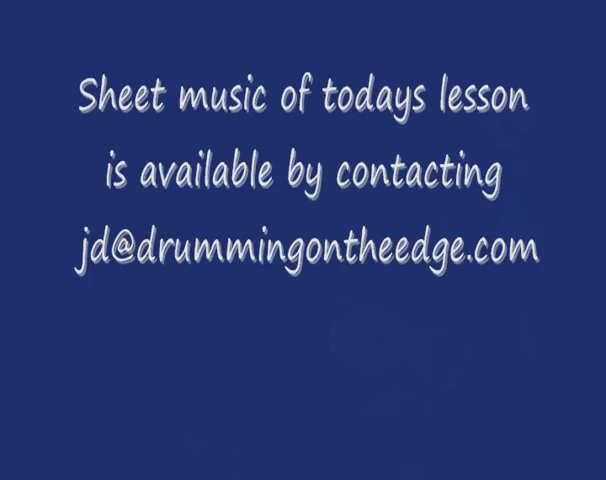 Sheet music of todays lesson
is available by contacting
jd@drummingontheedge.com